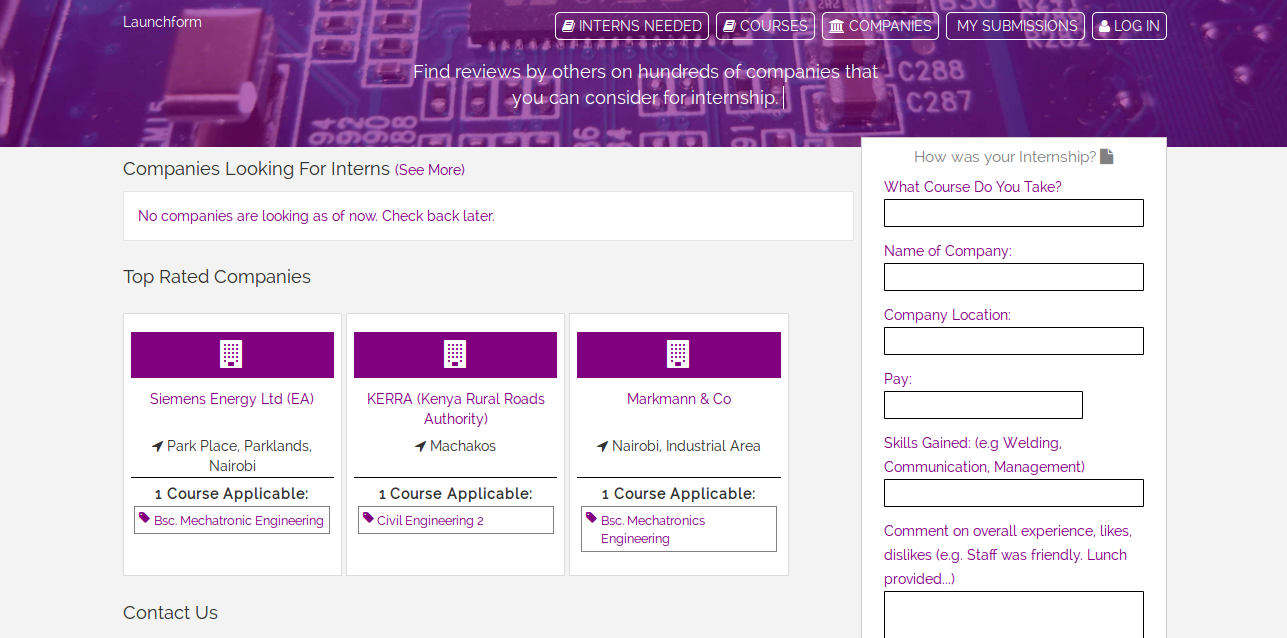 Launchform
INTERNS NEEDED
COURSES
COMPANIES
MY SUBMISSIONS
LOG IN
Find reviews by others on hundreds of companies that
you can consider for internship.
C288
C287
Companies Looking For Interns (See More)
No companies are looking as of now. Check back later.
Top Rated Companies
Siemens Energy Ltd (EA)
Park Place, Parklands,
Nairobi
1 Course Applicable:
Bsc. Mechatronic Engineering
KERRA (Kenya Rural Roads
Authority)
Machakos
1 Course Applicable:
Civil Engineering 2
Markmann & Co
Nairobi, Industrial Area
1 Course Applicable:
Bsc. Mechatronics
Engineering
Contact Us
How was your Internship?
What Course Do You Take?
Name of Company:
Company Location:
Pay:
Skills Gained: (e.g Welding,
Communication, Management)
Comment on overall experience, likes,
dislikes (e.g. Staff was friendly. Lunch
provided...)